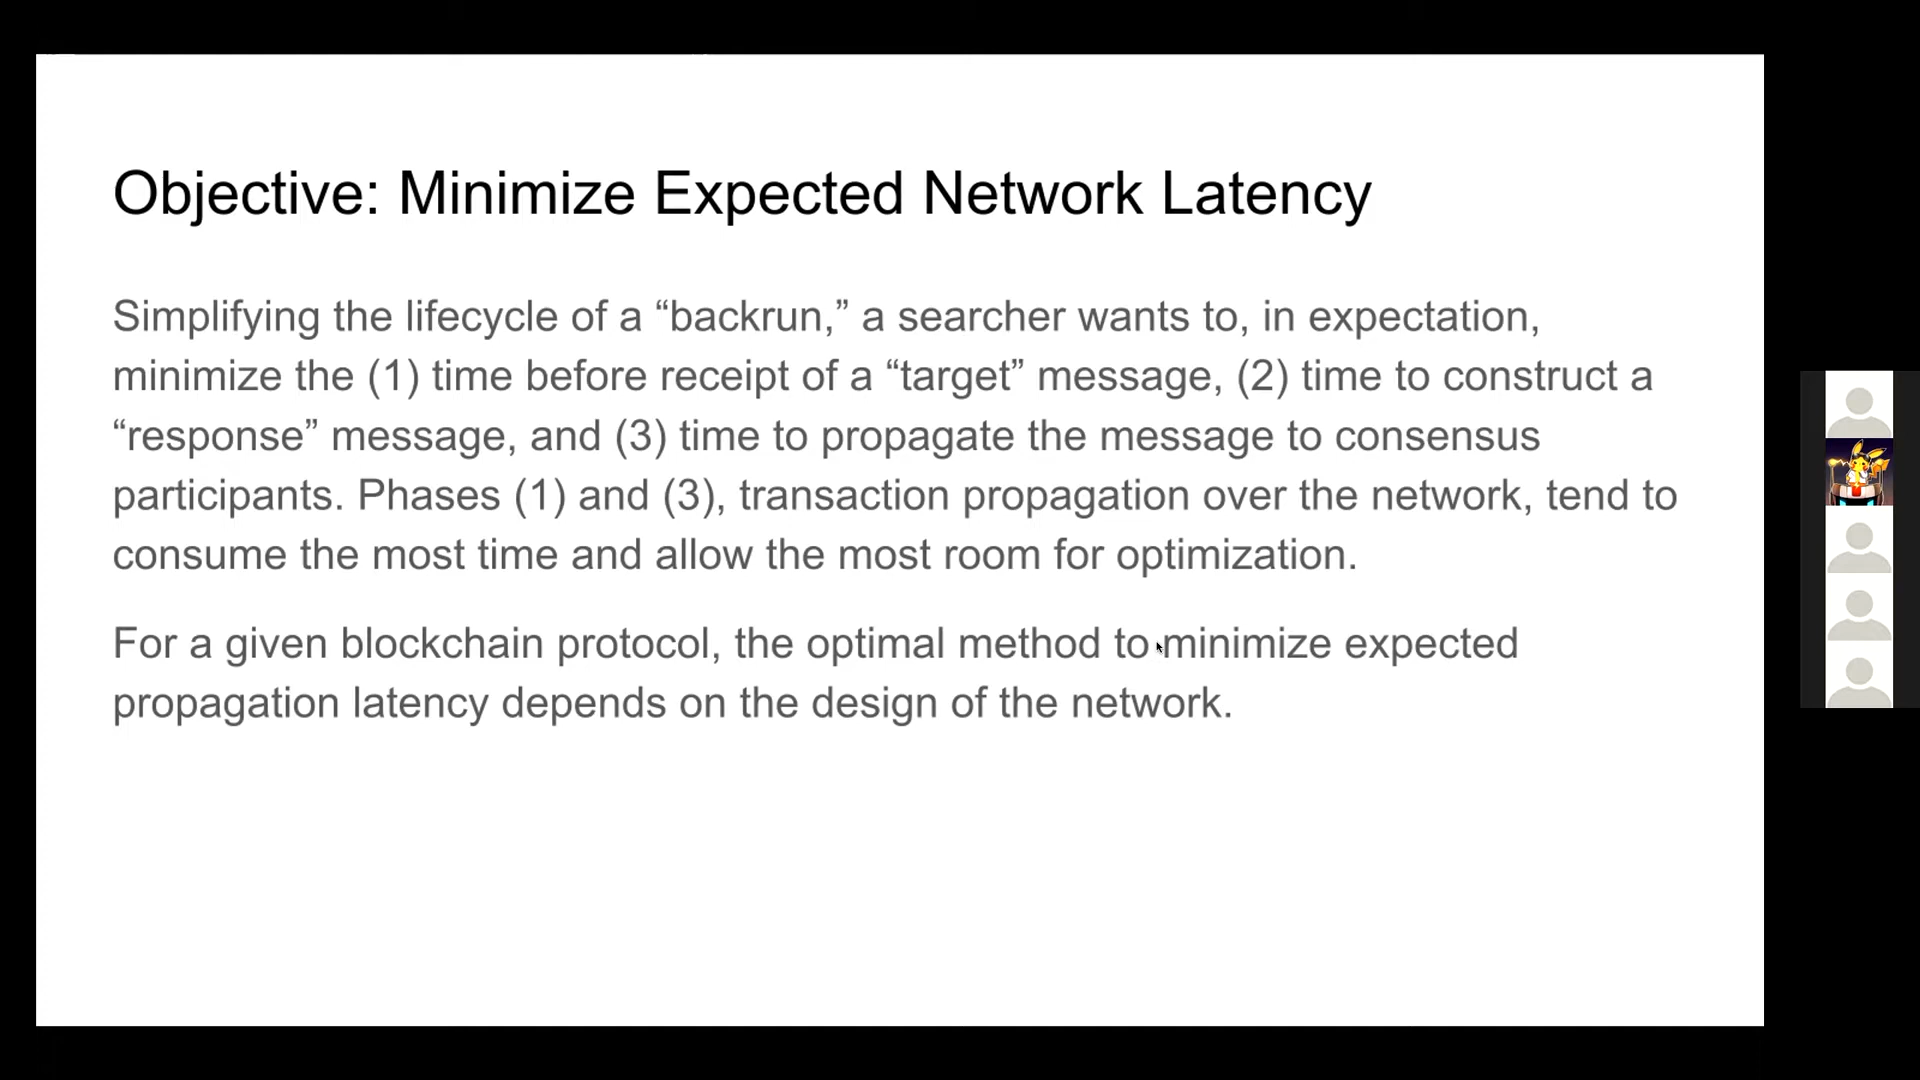 Objective: Minimize Expected Network Latency
Simplifying the lifecycle of a “backrun,” a searcher wants to, in expectation,
minimize the (1) time before receipt of a “target” message, (2) time to construct a
“response” message, and (3) time to propagate the message to consensus
participants. Phases (1) and (3), transaction propagation over the network, tend to
consume the most time and allow the most room for optimization.
For a given blockchain protocol, the optimal method to minimize expected
propagation latency depends on the design of the network.